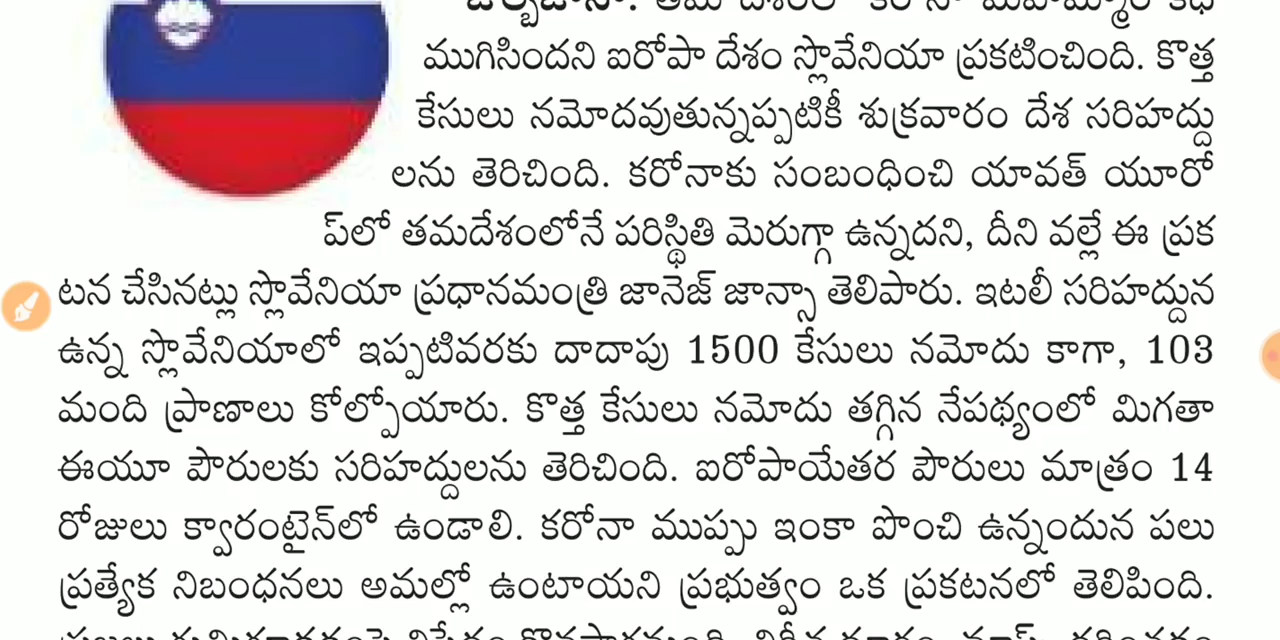 ముగిసిందని ఐరోపా దేశం స్లొవేనియా ప్రకటించింది. కొత్త
కేసులు నమోదవుతున్నప్పటికీ శుక్రవారం దేశ సరిహద్దు
లను తెరిచింది. కరోనాకు సంబంధించి యావత్ యూరో
ప్‌లో తమదేశంలోనే పరిస్థితి మెరుగ్గా ఉన్నదని, దీని వల్లే ఈ ప్రక
టన చేసినట్లు స్లొవేనియా ప్రధానమంత్రి జానెజ్ జాన్సా తెలిపారు. ఇటలీ సరిహద్దున
ఉన్న స్లొవేనియాలో ఇప్పటివరకు దాదాపు 1500 కేసులు నమోదు కాగా, 103
మంది ప్రాణాలు కోల్పోయారు. కొత్త కేసులు నమోదు తగ్గిన నేపథ్యంలో మిగతా
ఈయూ పౌరులకు సరిహద్దులను తెరిచింది. ఐరోపాయేతర పౌరులు మాత్రం 14
రోజులు క్వారంటైన్‌లో ఉండాలి. కరోనా ముప్పు ఇంకా పొంచి ఉన్నందున పలు
ప్రత్యేక నిబంధనలు అమల్లో ఉంటాయని ప్రభుత్వం ఒక ప్రకటనలో తెలిపింది.